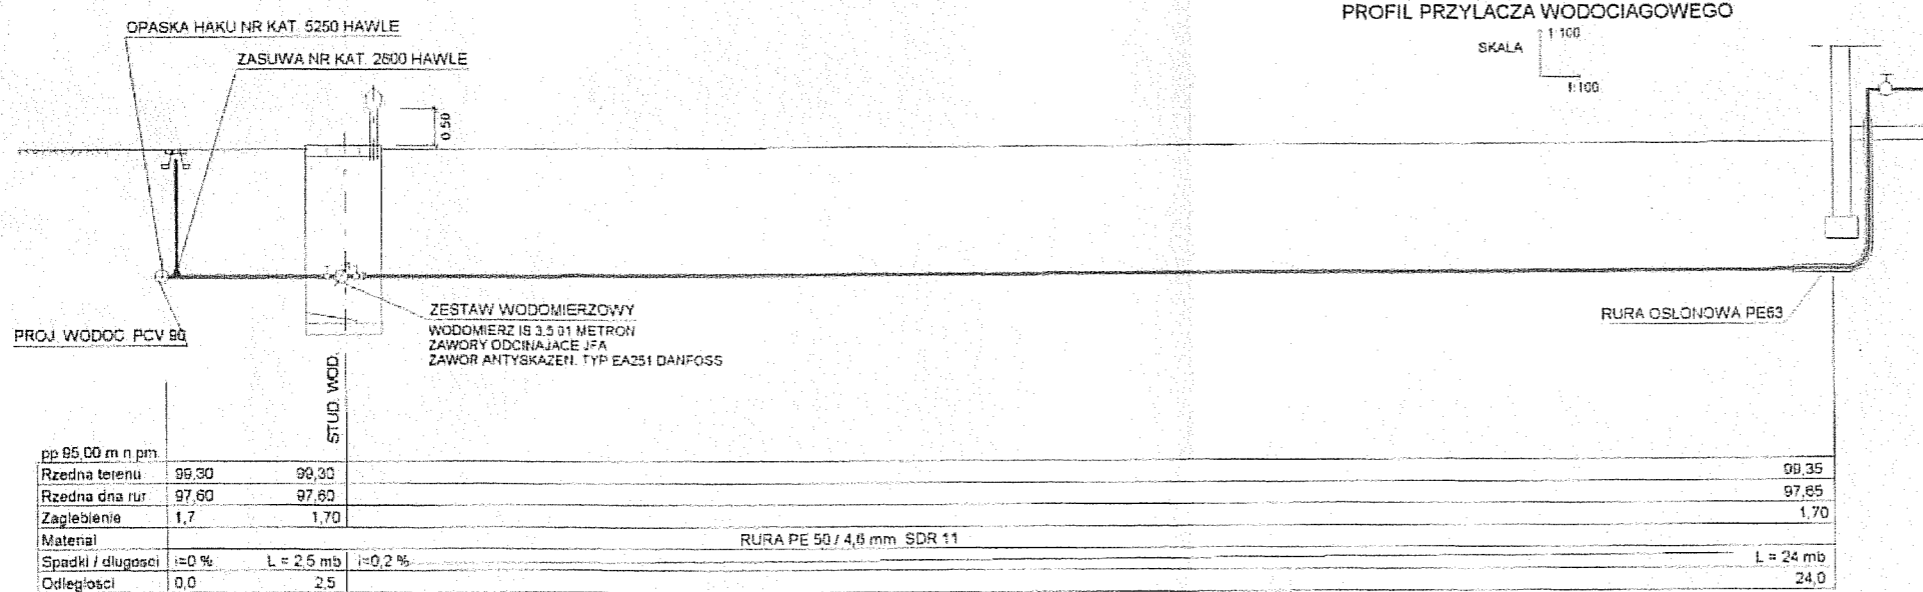 PROFIL PRZYLACZA WODOCIAGOWEGO
SKALA
1:100
1:100
OPASKA HAKU NR KAT. 5250 HAWLE
ZASUWA NR KAT. 2800 HAWLE
0.50
ZESTAW WODOMIERZOWY
WODOMIERZ IS 3.5 01 METRON
ZAWORY ODCINAJACE JFA
ZAWOR ANTYSKAZEN. TYP EA251 DANFOSS
RURA OSLONOWA PE63
PROJ. WODOC. PCV 90
STUD. WOD.
pp 95,00 m n.pm.
Rzedna terenu 99,30 99,30 99,35
Rzedna dna rur 97,60 97,60 97,65
Zaglebienie 1,7 1,70 1,70
Material RURA PE 50 / 4,6 mm SDR 11
Spadki / dlugosci i=0 % L = 2,5 mb i=0,2 % L = 24 mb
Odleglosci 0,0 2,5 24,0